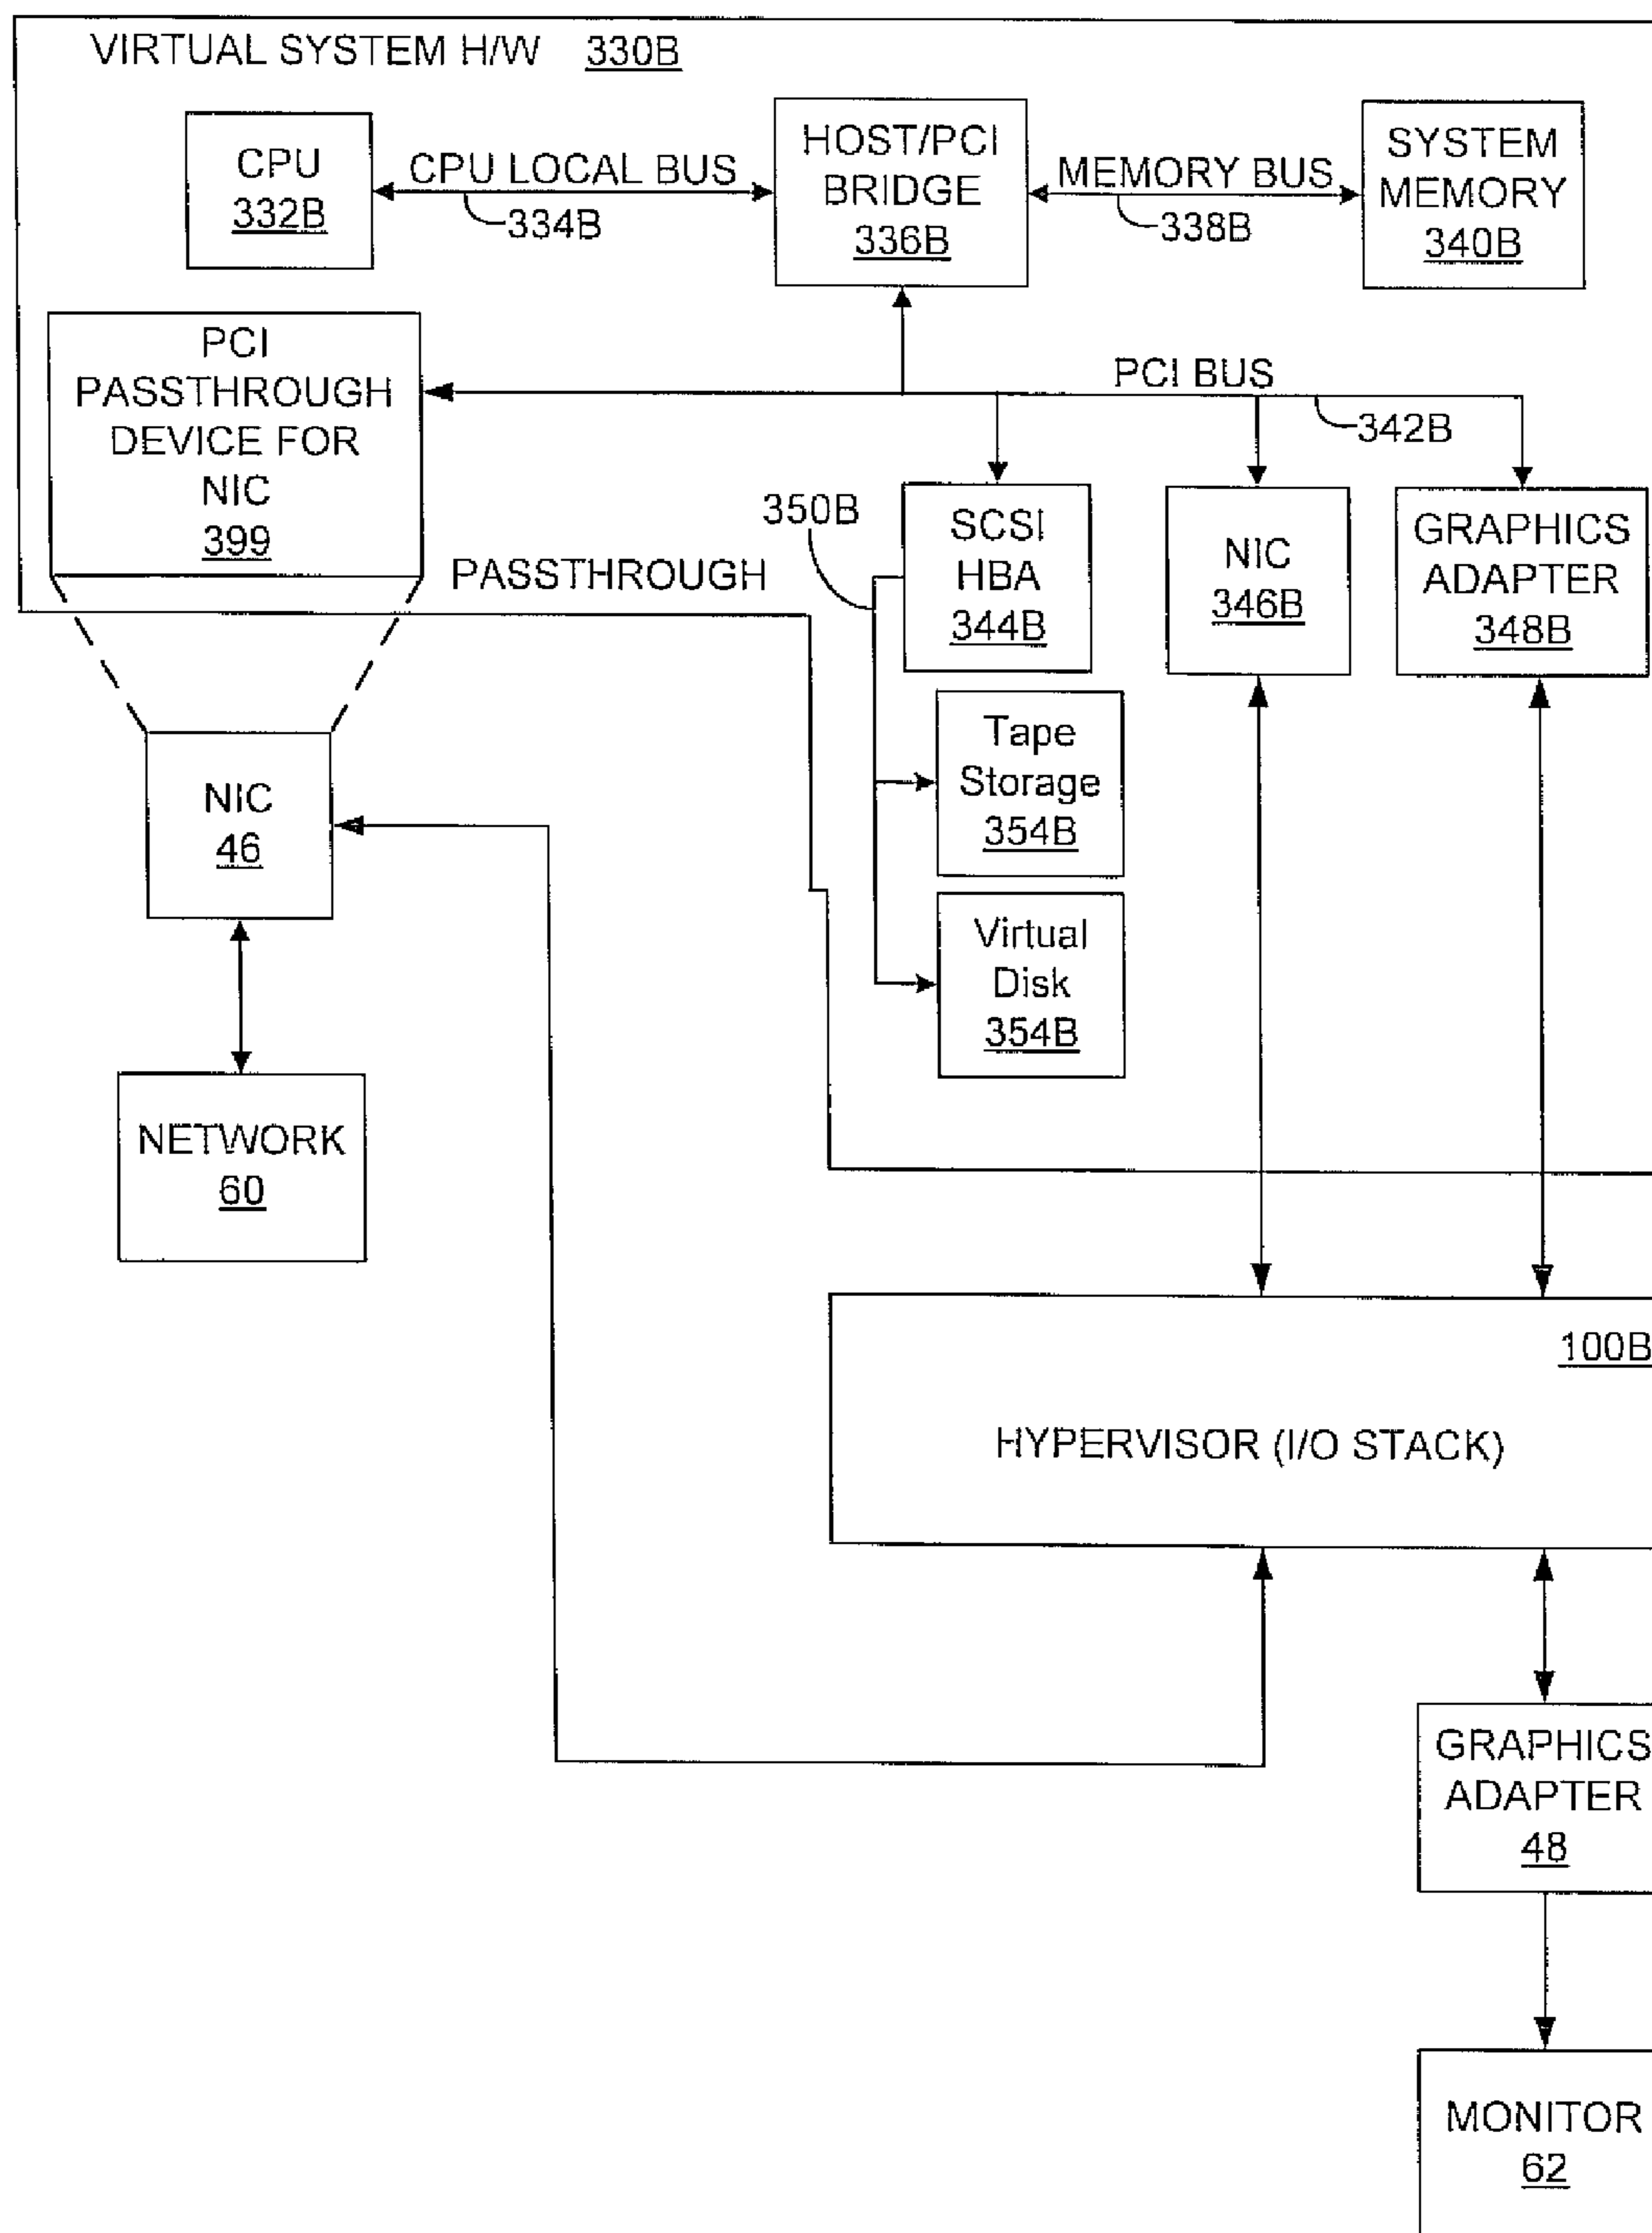 VIRTUAL SYSTEM H/W 330B
CPU
332B
CPU LOCAL BUS
334B
HOST/PCI
BRIDGE
336B
MEMORY BUS
338B
SYSTEM
MEMORY
340B
PCI
PASSTHROUGH
DEVICE FOR
NIC
399
PCI BUS
342B
350B
SCSI
HBA
344B
NIC
346B
GRAPHICS
ADAPTER
348B
PASSTHROUGH
Tape
Storage
354B
NIC
46
Virtual
Disk
354B
NETWORK
60
100B
HYPERVISOR (I/O STACK)
GRAPHICS
ADAPTER
48
MONITOR
62